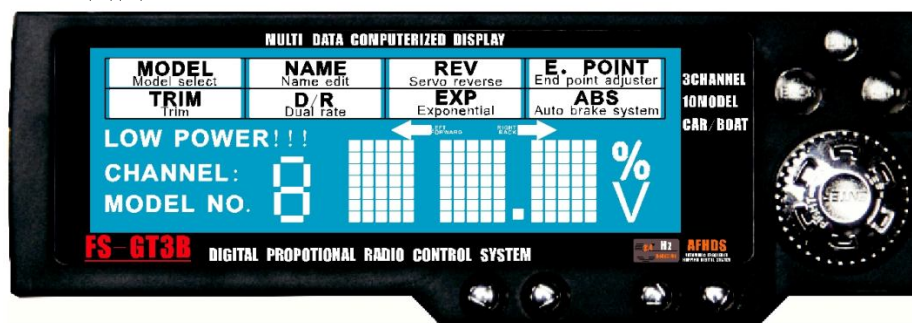 MULTI DATA COMPUTERIZED DISPLAY
MODEL NAME REV E. POINT
Model select Name edit Servo reverse End point adjuster
TRIM D/R EXP ABS
Trim Dual rate Exponential Auto brake system
3CHANNEL
10MODEL
CAR/BOAT
LEFT RIGHT
FORWARD BACK
LOW POWER!!!
CHANNEL: 8
MODEL NO.
% V
FS-GT3B DIGITAL PROPOTIONAL RADIO CONTROL SYSTEM
Hz AFHDS